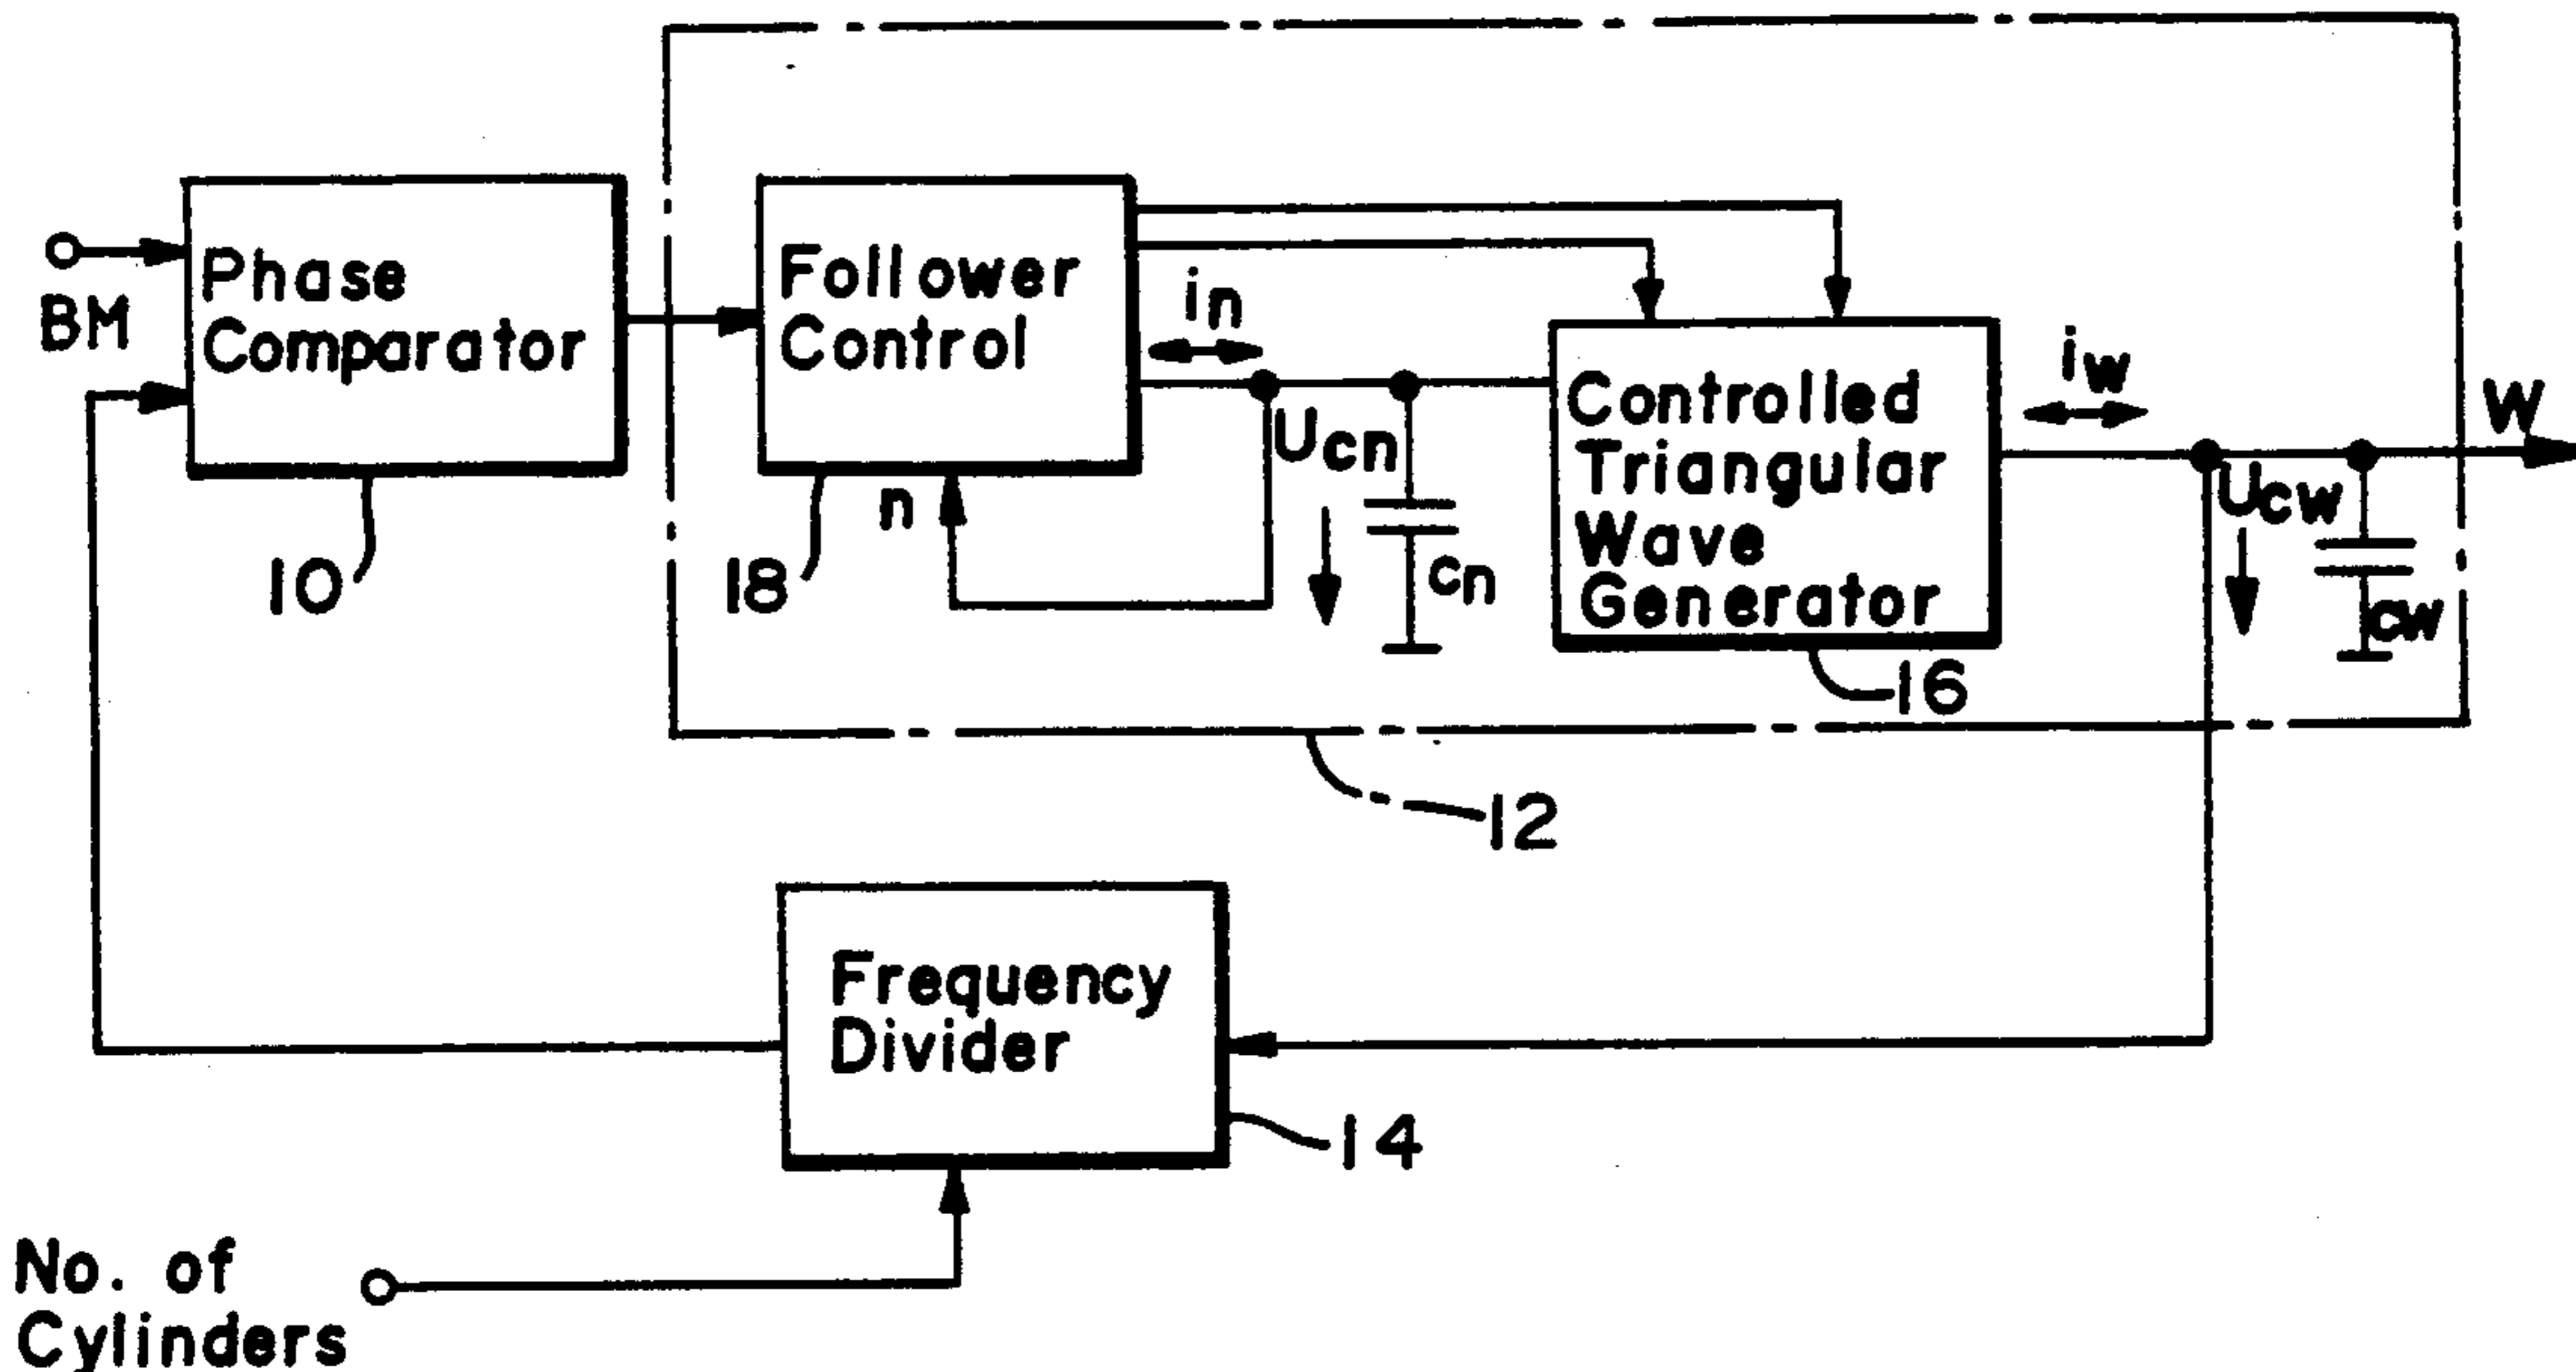 BM
Phase
Comparator
10
Follower
Control
n
18
in
Ucn
cn
Controlled
Triangular
Wave
Generator
16
iw
Ucw
cw
W
12
Frequency
Divider
14
No. of
Cylinders